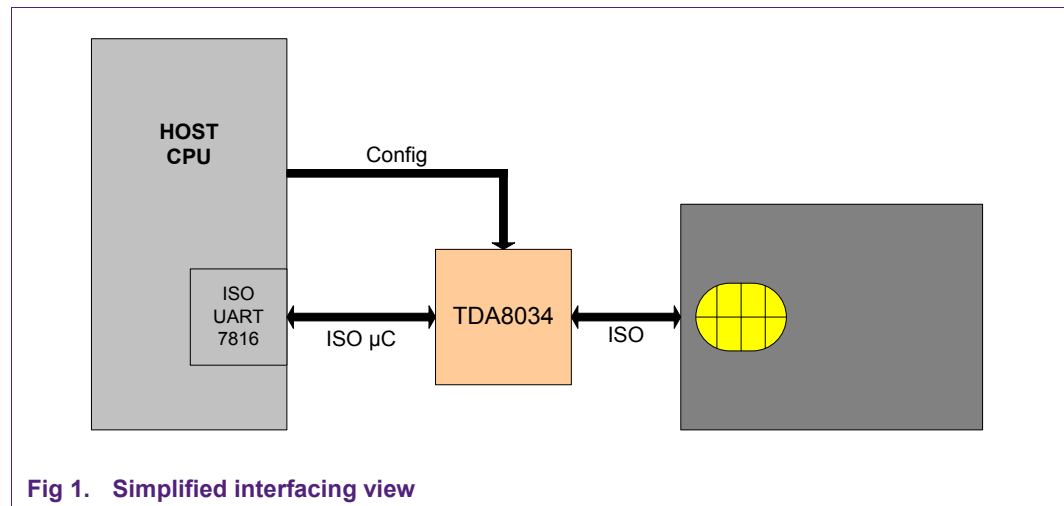 HOST
CPU
Config
ISO
UART
7816
ISO µC
TDA8034
ISO
Fig 1. Simplified interfacing view